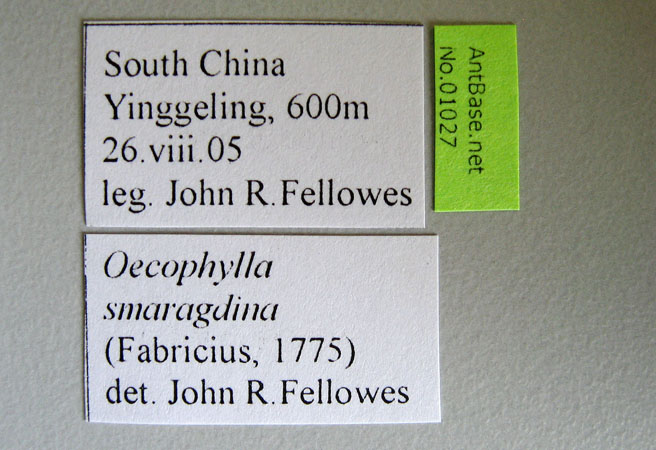 South China
Yinggeling, 600m
26.viii.05
leg. John R.Fellowes
AntBase.net
No.01027
Oecophylla
smaragdina
(Fabricius, 1775)
det. John R.Fellowes